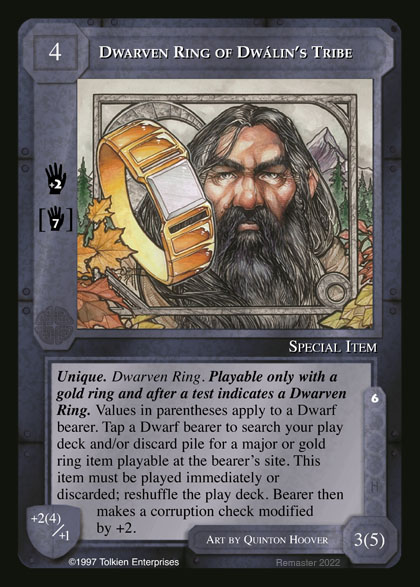 4
DWARVEN RING OF DWÁLIN'S TRIBE
+2
[7]
SPECIAL ITEM
Unique. Dwarven Ring. Playable only with a
gold ring and after a test indicates a Dwarven
Ring. Values in parentheses apply to a Dwarf
bearer. Tap a Dwarf bearer to search your play
deck and/or discard pile for a major or gold
ring item playable at the bearer's site. This
item must be played immediately or
discarded; reshuffle the play deck. Bearer then
makes a corruption check modified
by +2.
6
H
+2(4)/+1
ART BY QUINTON HOOVER
3(5)
©1997 Tolkien Enterprises
Remaster 2022